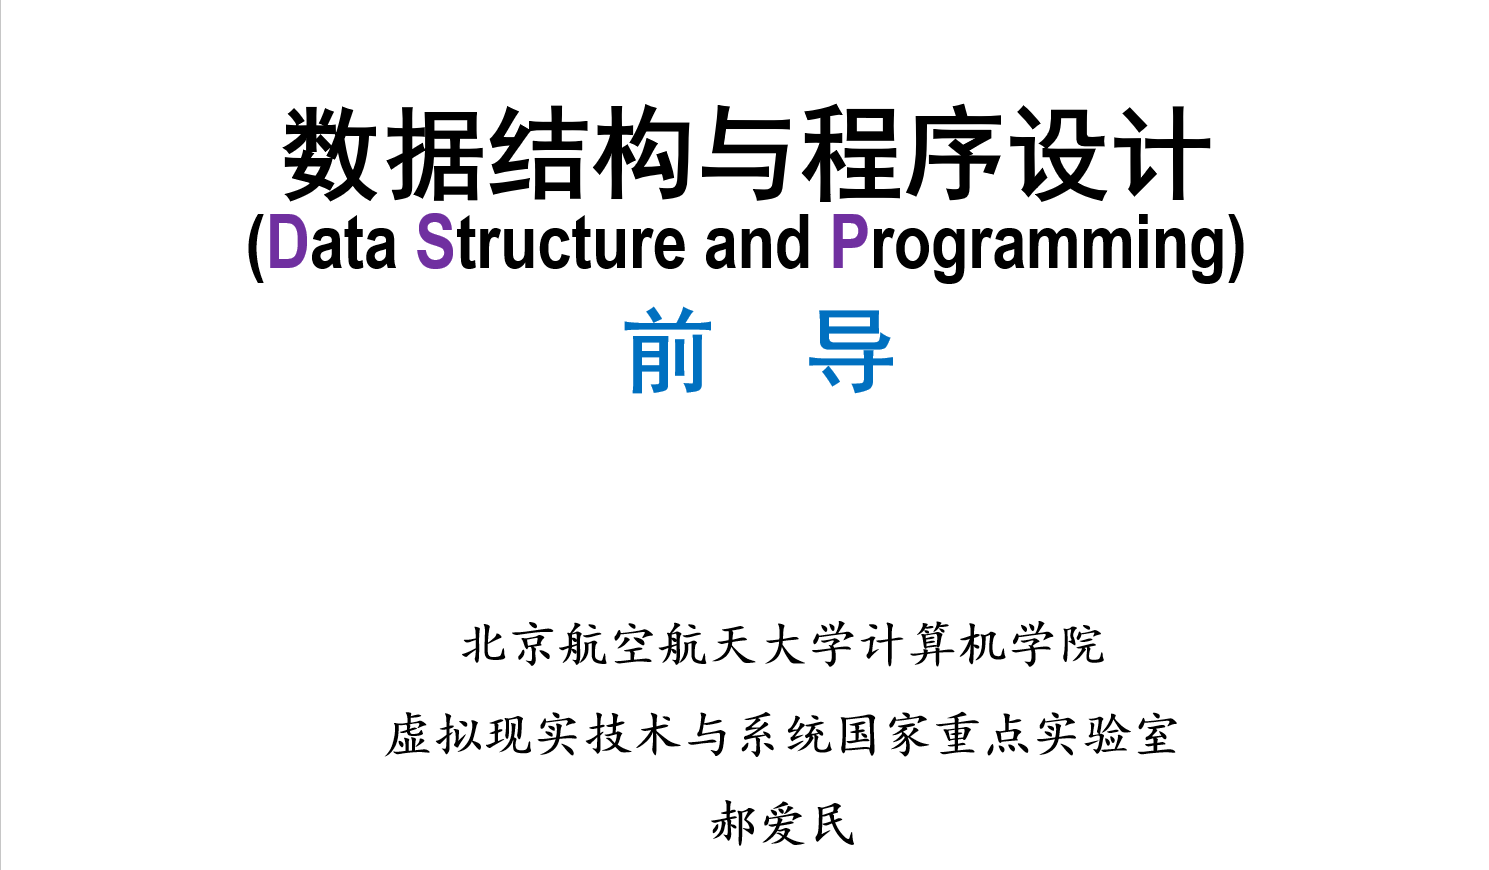 数据结构与程序设计
(Data Structure and Programming)
前 导
北京航空航天大学计算机学院
虚拟现实技术与系统国家重点实验室
郝爱民